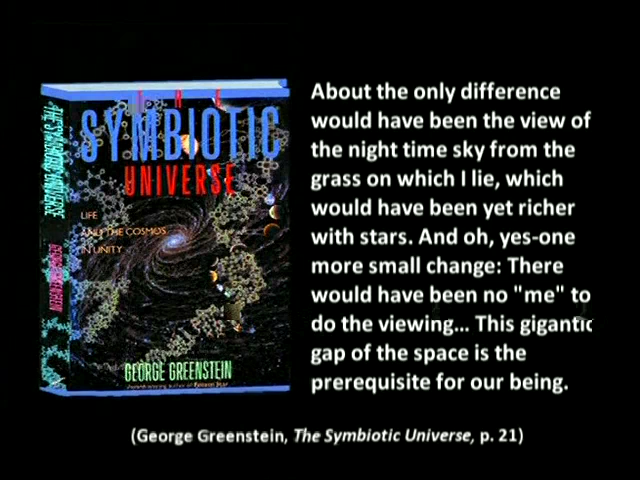 THE
SYMBIOTIC
UNIVERSE
LIFE
AND THE COSMOS
IN UNITY
GEORGE GREENSTEIN
THE SYMBIOTIC UNIVERSE
GEORGE GREENSTEIN
About the only difference
would have been the view of
the night time sky from the
grass on which I lie, which
would have been yet richer
with stars. And oh, yes-one
more small change: There
would have been no "me" to
do the viewing... This gigantic
gap of the space is the
prerequisite for our being.
(George Greenstein, The Symbiotic Universe, p. 21)